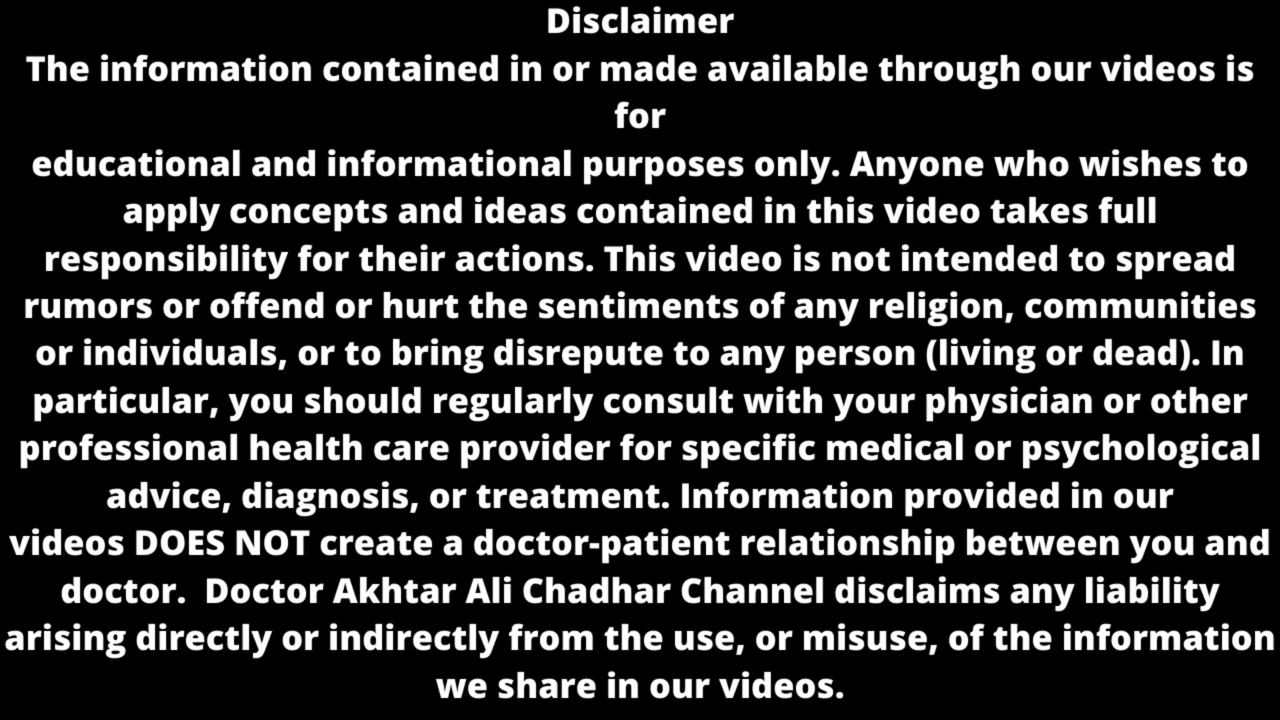 Disclaimer
The information contained in or made available through our videos is
for
educational and informational purposes only. Anyone who wishes to
apply concepts and ideas contained in this video takes full
responsibility for their actions. This video is not intended to spread
rumors or offend or hurt the sentiments of any religion, communities
or individuals, or to bring disrepute to any person (living or dead). In
particular, you should regularly consult with your physician or other
professional health care provider for specific medical or psychological
advice, diagnosis, or treatment. Information provided in our
videos DOES NOT create a doctor-patient relationship between you and
doctor.  Doctor Akhtar Ali Chadhar Channel disclaims any liability
arising directly or indirectly from the use, or misuse, of the information
we share in our videos.